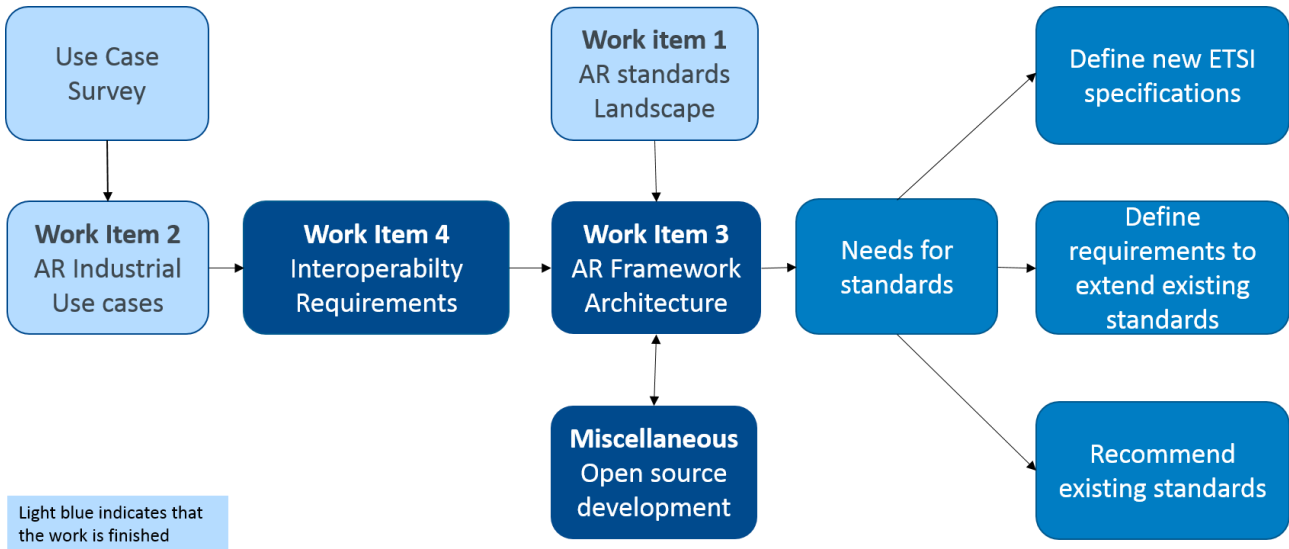 Use Case
Survey
Work item 1
AR standards
Landscape
Define new ETSI
specifications
Work Item 2
AR Industrial
Use cases
Work Item 4
Interoperabilty
Requirements
Work Item 3
AR Framework
Architecture
Needs for
standards
Define
requirements to
extend existing
standards
Miscellaneous
Open source
development
Recommend
existing standards
Light blue indicates that
the work is finished